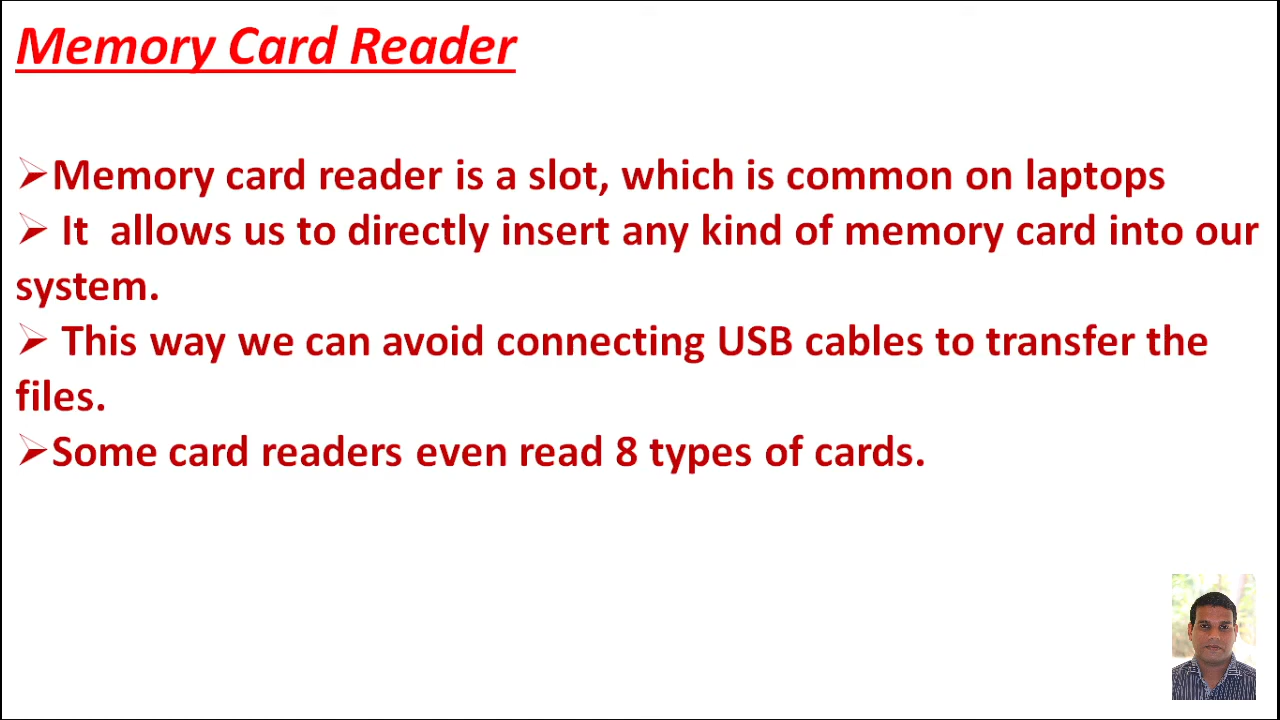 Memory Card Reader
➢Memory card reader is a slot, which is common on laptops
➢ It  allows us to directly insert any kind of memory card into our
system.
➢ This way we can avoid connecting USB cables to transfer the
files.
➢Some card readers even read 8 types of cards.